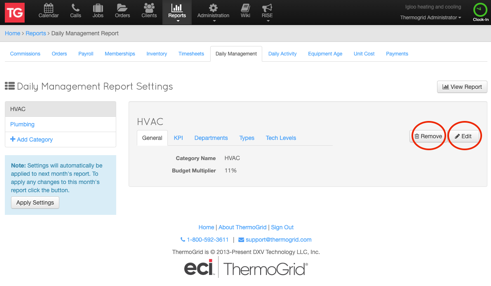 TG
Calendar
Calls
Jobs
Orders
Clients
Reports
Administration
Wiki
RISE
igloo heating and cooling
Thermogrid Administrator
Clock-In
Home › Reports › Daily Management Report
Commissions Orders Payroll Memberships Inventory Timesheets Daily Management Daily Activity Equipment Age Unit Cost Payments
Daily Management Report Settings
View Report
HVAC
Plumbing
+ Add Category
Note: Settings will automatically be
applied to next month's report. To
apply any changes to this month's
report click the button.
Apply Settings
HVAC
Remove
Edit
General KPI Departments Types Tech Levels
Category Name HVAC
Budget Multiplier 11%
Home | About ThermoGrid | Sign Out
1-800-592-3611 | support@thermogrid.com
ThermoGrid is © 2013-Present DXV Technology LLC, Inc.
eci | ThermoGrid®